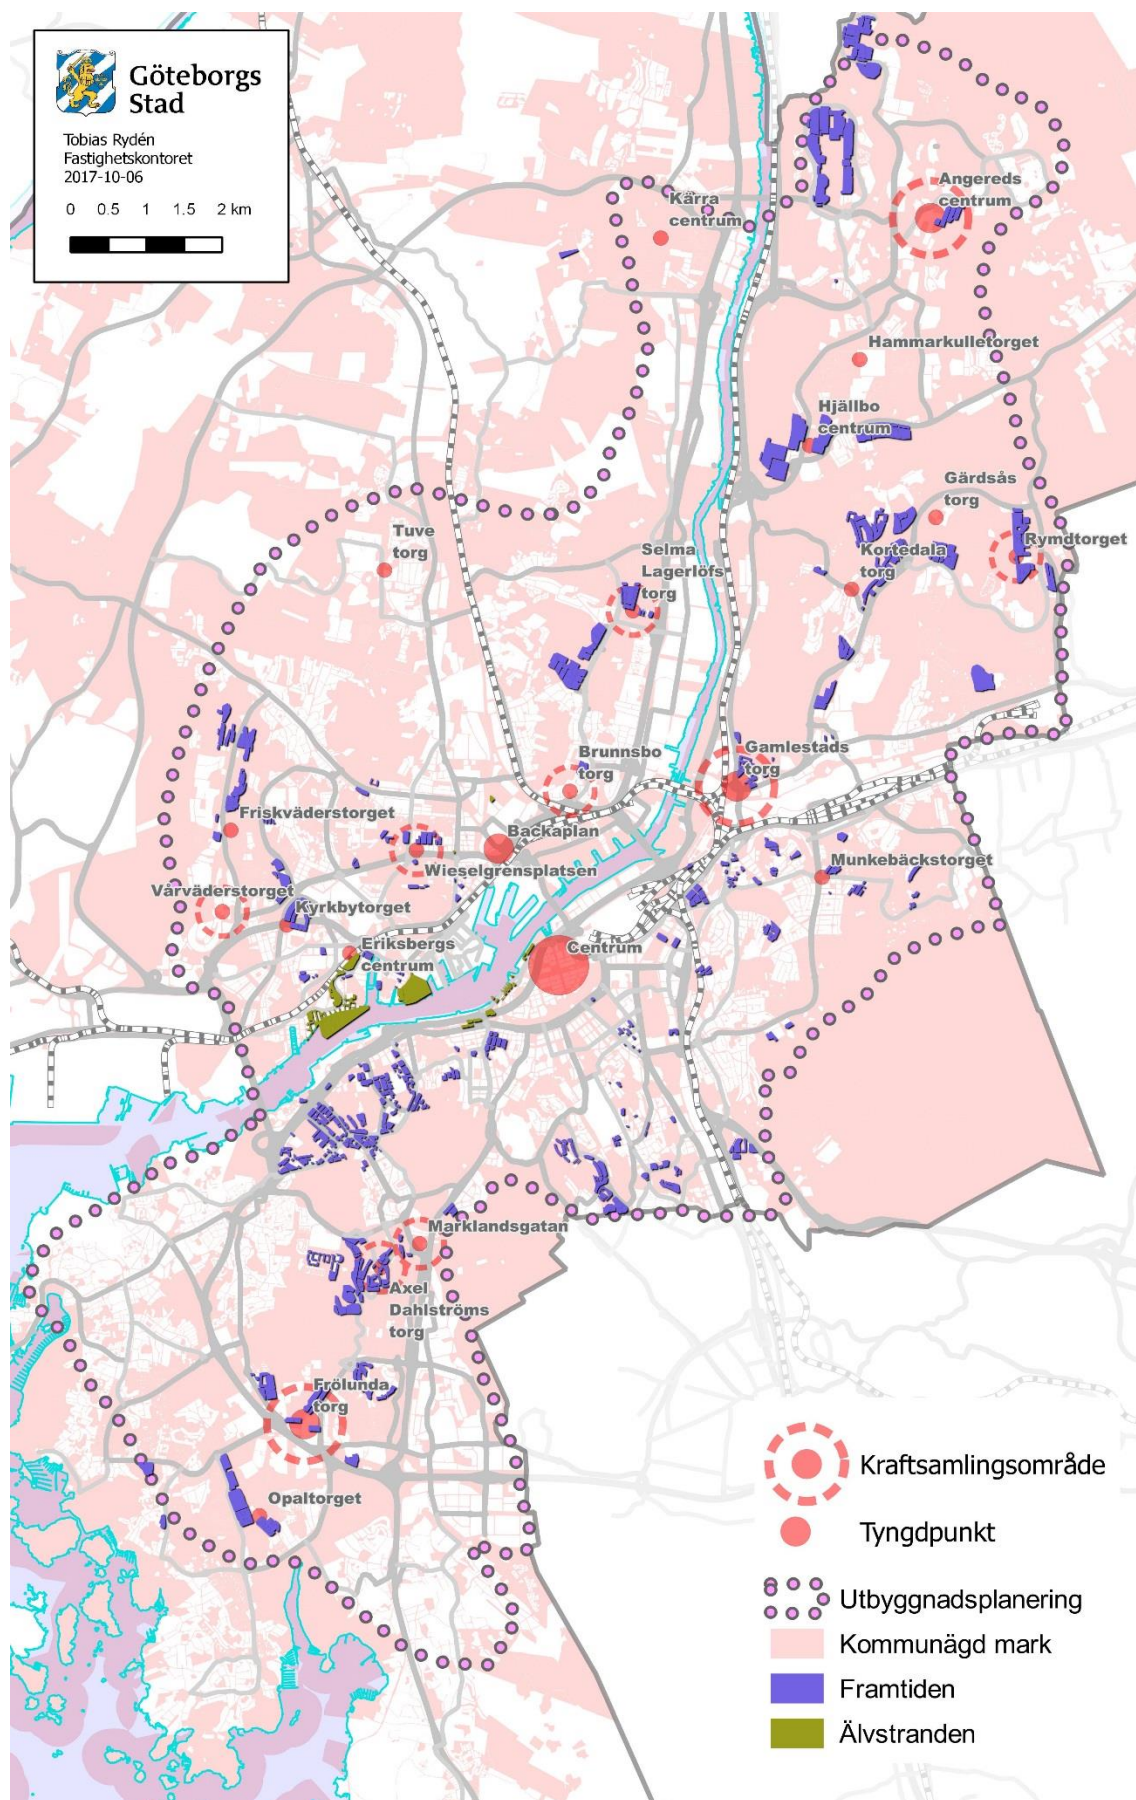 Göteborgs
Stad
Tobias Rydén
Fastighetskontoret
2017-10-06
0 0.5 1 1.5 2 km
Kärra
centrum
Angereds
centrum
Hammarkulletorget
Hjällbo
centrum
Gärdsås
torg
Tuve
torg
Selma
Lagerlöfs
torg
Kortedala
torg
Rymdtorget
Brunnsbo
torg
Gamlestads
torg
Friskväderstorget
Backaplan
Wieselgrensplatsen
Munkebäckstorget
Vårväderstorget
Kyrkbytorget
Eriksbergs
centrum
Centrum
Marklandsgatan
Axel
Dahlströms
torg
Frölunda
torg
Opaltorget
Kraftsamlingsområde
Tyngdpunkt
Utbyggnadsplanering
Kommunägd mark
Framtiden
Älvstranden